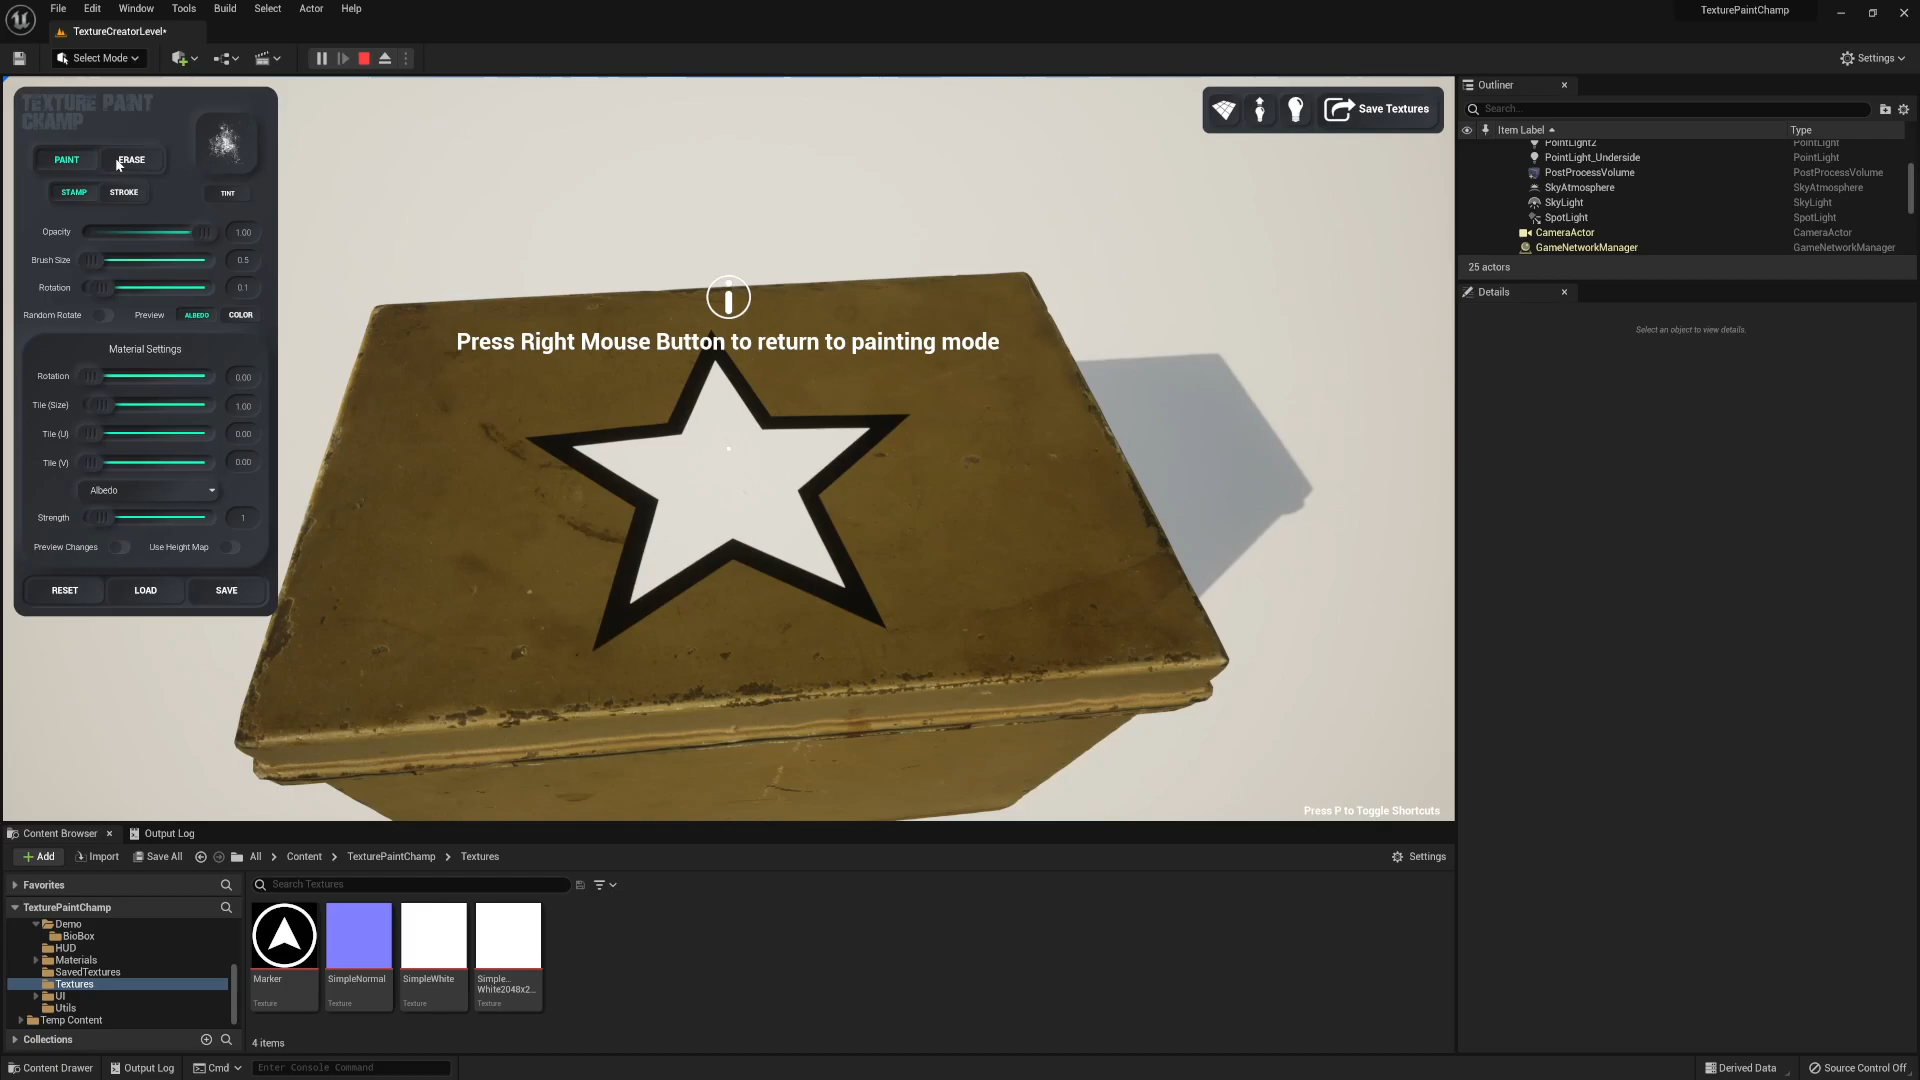 File Edit Window Tools Build Select Actor Help
TexturePaintChamp
TextureCreatorLevel*
Select Mode
Settings
TEXTURE PAINT
CHAMP
PAINT ERASE
STAMP STROKE TINT
Opacity 1.00
Brush Size 0.5
Rotation 0.1
Random Rotate Preview ALBEDO COLOR
Material Settings
Rotation 0.00
Tile (Size) 1.00
Tile (U) 0.00
Tile (V) 0.00
Albedo
Strength 1
Preview Changes Use Height Map
RESET LOAD SAVE
Save Textures
Press Right Mouse Button to return to painting mode
Press P to Toggle Shortcuts
Outliner
Search...
Item Label Type
PointLight2 PointLight
PointLight_Underside PointLight
PostProcessVolume PostProcessVolume
SkyAtmosphere SkyAtmosphere
SkyLight SkyLight
SpotLight SpotLight
CameraActor CameraActor
GameNetworkManager GameNetworkManager
25 actors
Details
Select an object to view details.
Content Browser Output Log
Add Import Save All All Content TexturePaintChamp Textures Settings
Favorites
TexturePaintChamp
Demo
BioBox
HUD
Materials
SavedTextures
Textures
UI
Utils
Temp Content
Collections
Search Textures
Marker
Texture
SimpleNormal
Texture
SimpleWhite
Texture
Simple...
White2048x2...
Texture
4 items
Content Drawer Output Log Cmd Enter Console Command Derived Data Source Control Off